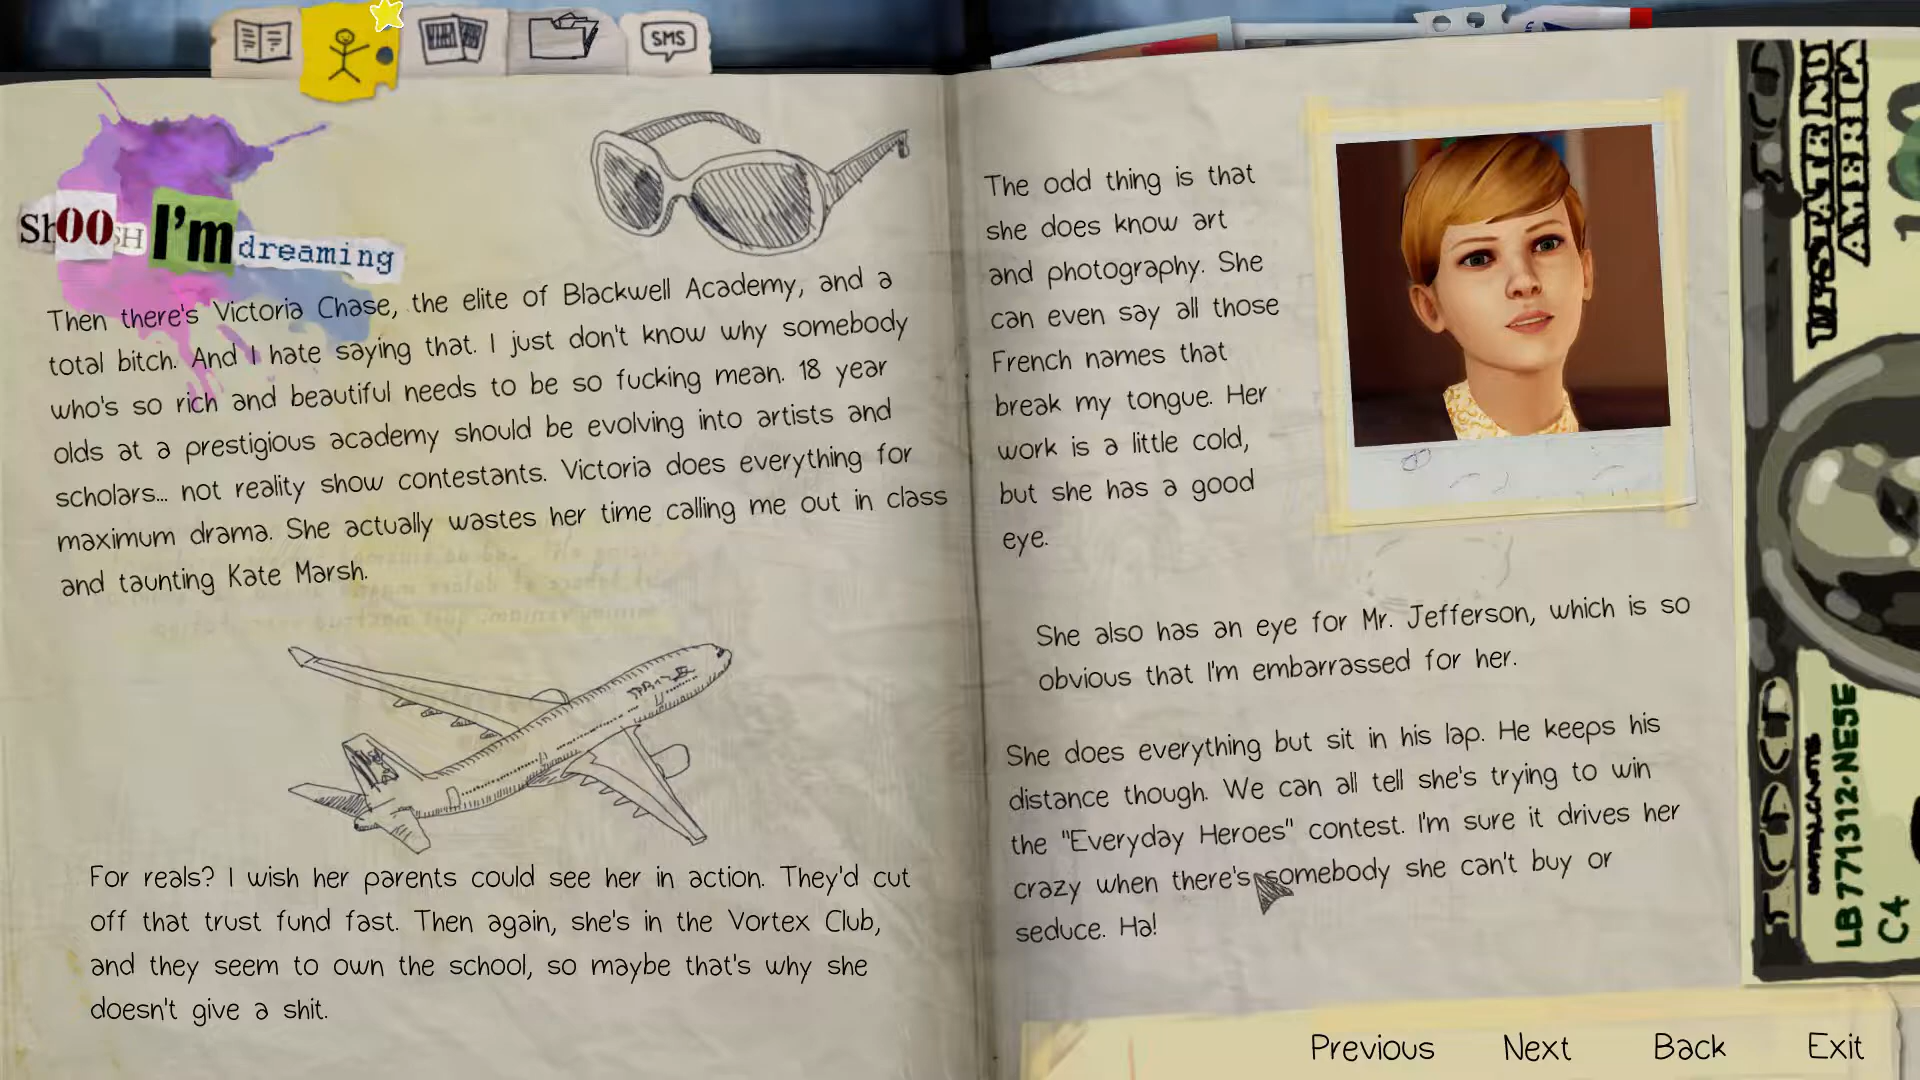 SMS
ShOOSH I'm dreaming
Then there's Victoria Chase, the elite of Blackwell Academy, and a
total bitch. And I hate saying that. I just don't know why somebody
who's so rich and beautiful needs to be so fucking mean. 18 year
olds at a prestigious academy should be evolving into artists and
scholars... not reality show contestants. Victoria does everything for
maximum drama. She actually wastes her time calling me out in class
and taunting Kate Marsh.
For reals? I wish her parents could see her in action. They'd cut
off that trust fund fast. Then again, she's in the Vortex Club,
and they seem to own the school, so maybe that's why she
doesn't give a shit.
The odd thing is that
she does know art
and photography. She
can even say all those
French names that
break my tongue. Her
work is a little cold,
but she has a good
eye.
She also has an eye for Mr. Jefferson, which is so
obvious that I'm embarrassed for her.
She does everything but sit in his lap. He keeps his
distance though. We can all tell she's trying to win
the "Everyday Heroes" contest. I'm sure it drives her
crazy when there's somebody she can't buy or
seduce. Ha!
AMERICA
LB771312-NE5E
C4
Previous Next Back Exit